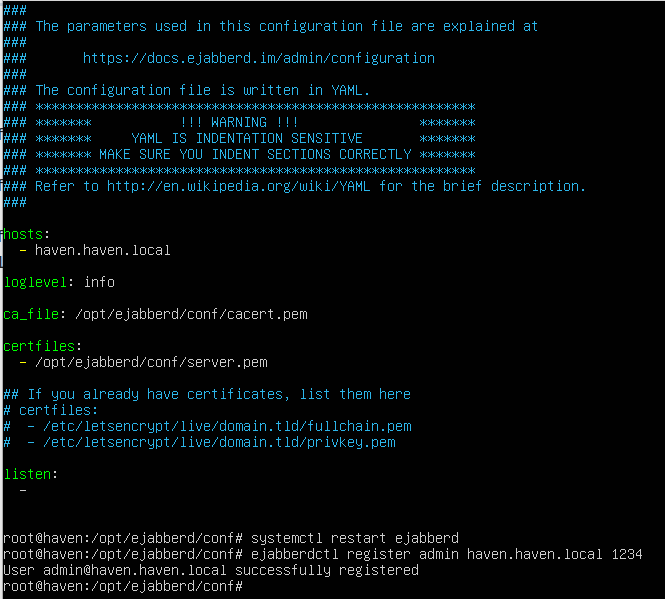 ###
### The parameters used in this configuration file are explained at
###
###       https://docs.ejabberd.im/admin/configuration
###
### The configuration file is written in YAML.
### *******************************************************
### *******           !!! WARNING !!!               *******
### *******     YAML IS INDENTATION SENSITIVE       *******
### ******* MAKE SURE YOU INDENT SECTIONS CORRECTLY *******
### *******************************************************
### Refer to http://en.wikipedia.org/wiki/YAML for the brief description.
###
hosts:
  - haven.haven.local
loglevel: info
ca_file: /opt/ejabberd/conf/cacert.pem
certfiles:
  - /opt/ejabberd/conf/server.pem
## If you already have certificates, list them here
# certfiles:
#  - /etc/letsencrypt/live/domain.tld/fullchain.pem
#  - /etc/letsencrypt/live/domain.tld/privkey.pem
listen:
  -
root@haven:/opt/ejabberd/conf# systemctl restart ejabberd
root@haven:/opt/ejabberd/conf# ejabberdctl register admin haven.haven.local 1234
User admin@haven.haven.local successfully registered
root@haven:/opt/ejabberd/conf#